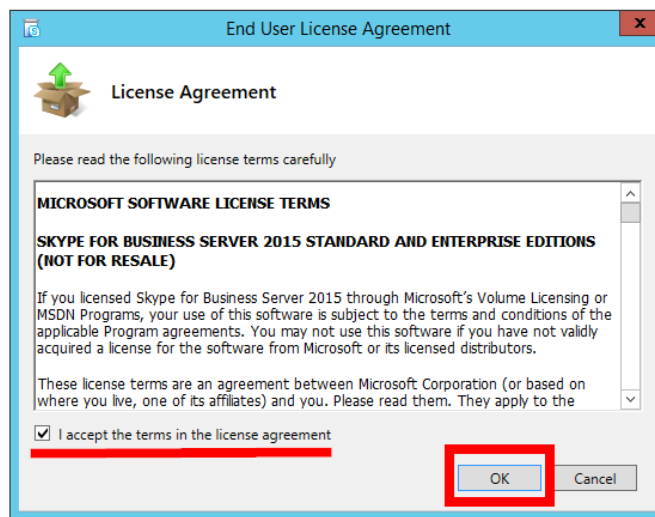 End User License Agreement
License Agreement
Please read the following license terms carefully
MICROSOFT SOFTWARE LICENSE TERMS
SKYPE FOR BUSINESS SERVER 2015 STANDARD AND ENTERPRISE EDITIONS
(NOT FOR RESALE)
If you licensed Skype for Business Server 2015 through Microsoft's Volume Licensing or
MSDN Programs, your use of this software is subject to the terms and conditions of the
applicable Program agreements. You may not use this software if you have not validly
acquired a license for the software from Microsoft or its licensed distributors.
These license terms are an agreement between Microsoft Corporation (or based on
where you live, one of its affiliates) and you. Please read them. They apply to the
I accept the terms in the license agreement
OK Cancel